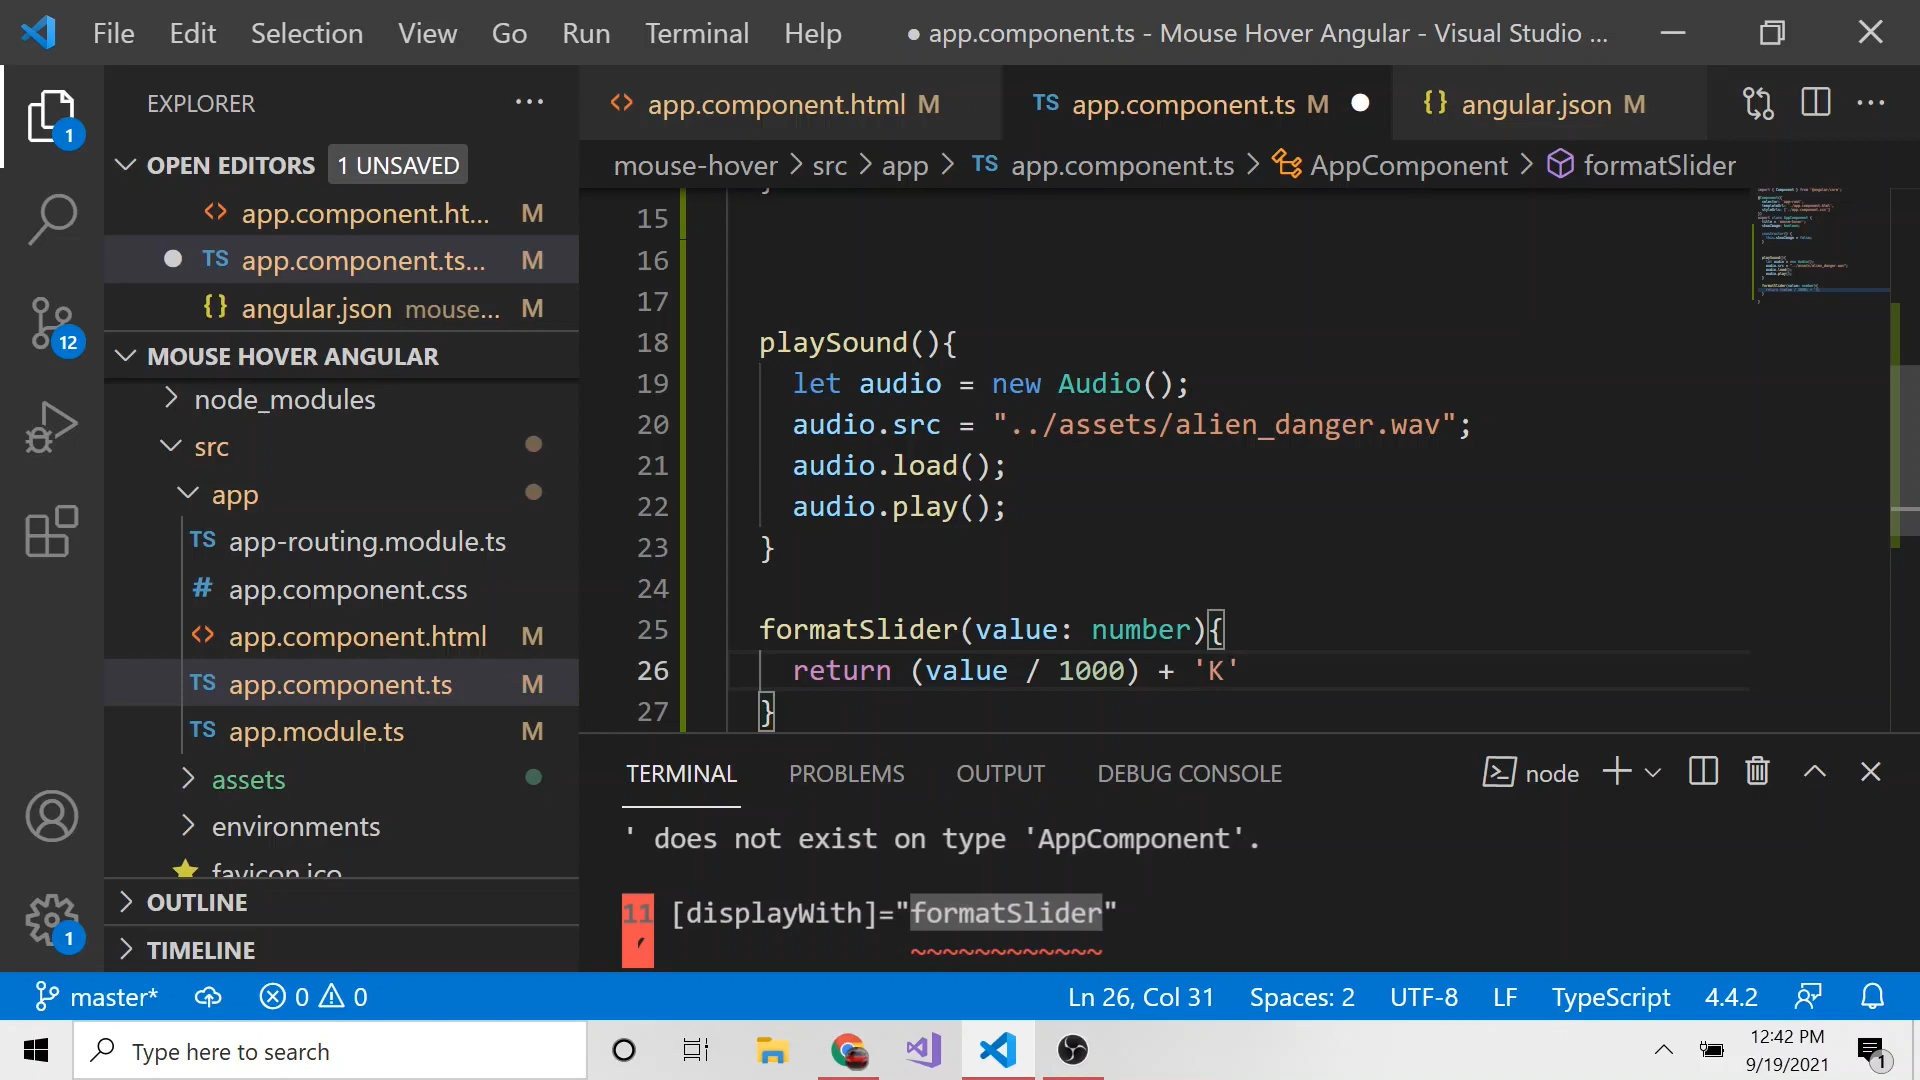 File Edit Selection View Go Run Terminal Help ● app.component.ts - Mouse Hover Angular - Visual Studio ...
EXPLORER ...
OPEN EDITORS 1 UNSAVED
<> app.component.ht... M
● TS app.component.ts... M
{} angular.json mouse... M
MOUSE HOVER ANGULAR
node_modules
src
app
TS app-routing.module.ts
# app.component.css
<> app.component.html M
TS app.component.ts M
TS app.module.ts M
assets
environments
favicon.ico
OUTLINE
TIMELINE
1
12
1
<> app.component.html M TS app.component.ts M ● {} angular.json M ...
mouse-hover > src > app > TS app.component.ts > AppComponent > formatSlider
15
16
17
18 playSound(){
19 let audio = new Audio();
20 audio.src = "../assets/alien_danger.wav";
21 audio.load();
22 audio.play();
23 }
24
25 formatSlider(value: number){
26 return (value / 1000) + 'K'
27 }
TERMINAL PROBLEMS OUTPUT DEBUG CONSOLE node
' does not exist on type 'AppComponent'.
11 [displayWith]="formatSlider"
~~~~~~~~~~~~
master* 0 0 Ln 26, Col 31 Spaces: 2 UTF-8 LF TypeScript 4.4.2
Type here to search
12:42 PM
9/19/2021
1